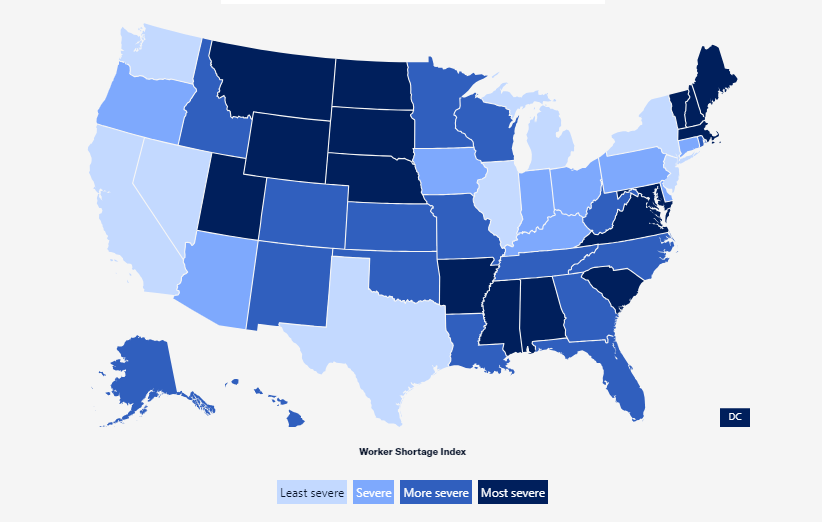 DC
Worker Shortage Index
Least severe
Severe
More severe
Most severe